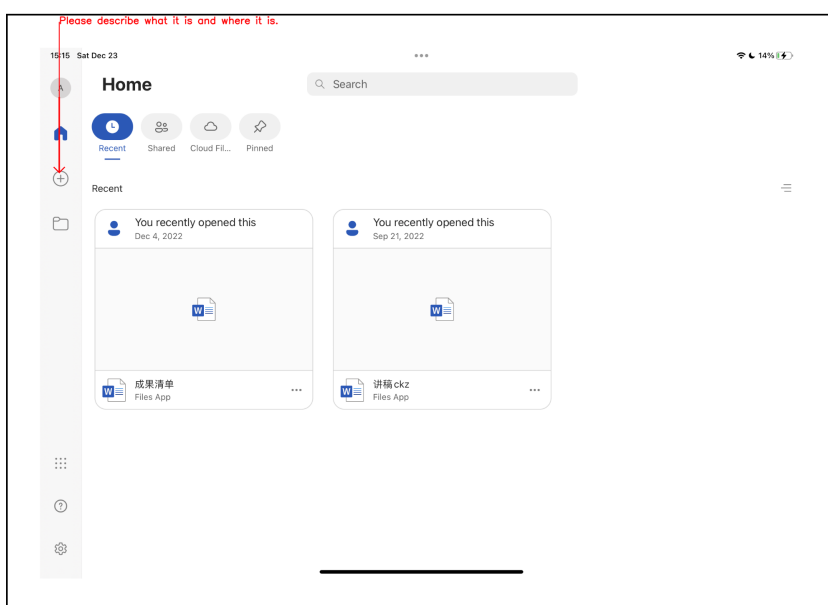 Please describe what it is and where it is.
15:15 Sat Dec 23
14%
A
Home
Search
Recent
Shared
Cloud Fil...
Pinned
Recent
You recently opened this
Dec 4, 2022
You recently opened this
Sep 21, 2022
W
W
W
成果清单
Files App
W
讲稿ckz
Files App